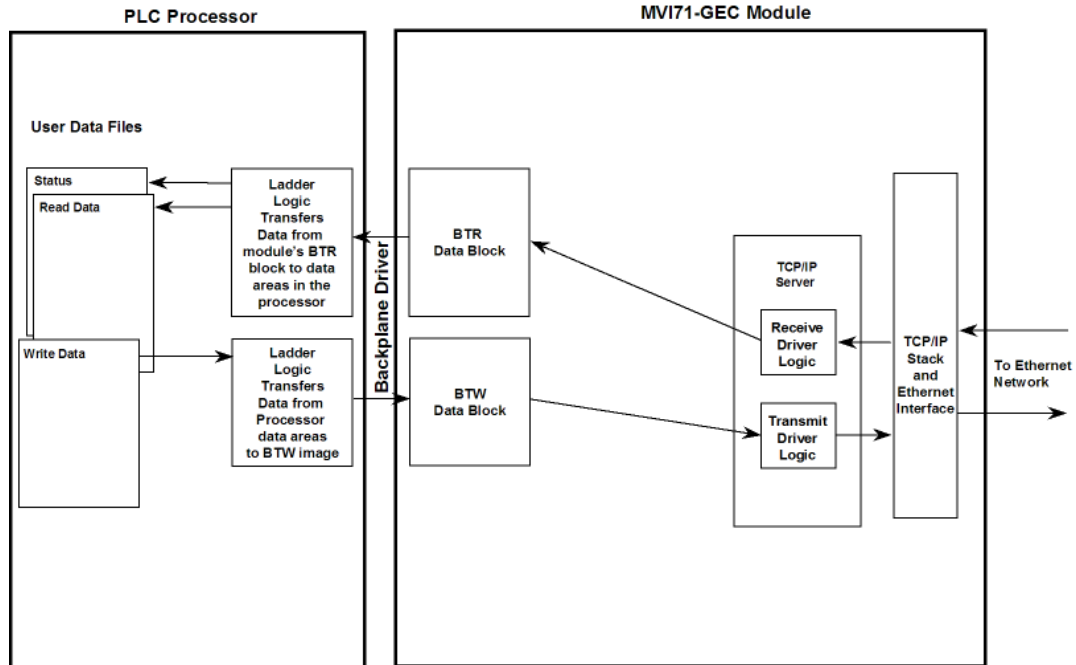 PLC Processor
MVI71-GEC Module
User Data Files
Status
Read Data
Write Data
Ladder
Logic
Transfers
Data from
module's BTR
block to data
areas in the
processor
Ladder
Logic
Transfers
Data from
Processor
data areas
to BTW image
Backplane Driver
BTR
Data Block
BTW
Data Block
TCP/IP
Server
Receive
Driver
Logic
Transmit
Driver
Logic
TCP/IP
Stack
and
Ethernet
Interface
To Ethernet
Network